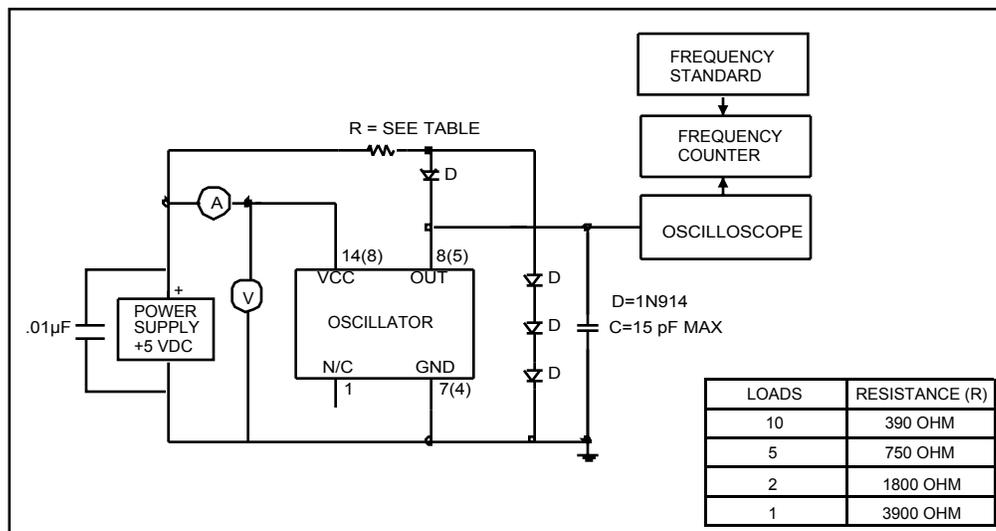 FREQUENCY
STANDARD
FREQUENCY
COUNTER
OSCILLOSCOPE
R = SEE TABLE
D
A
14(8)
8(5)
VCC
OUT
OSCILLATOR
N/C
GND
1
7(4)
V
+
POWER
SUPPLY
+5 VDC
.01µF
D
D
D
D=1N914
C=15 pF MAX
LOADS RESISTANCE (R)
10 390 OHM
5 750 OHM
2 1800 OHM
1 3900 OHM